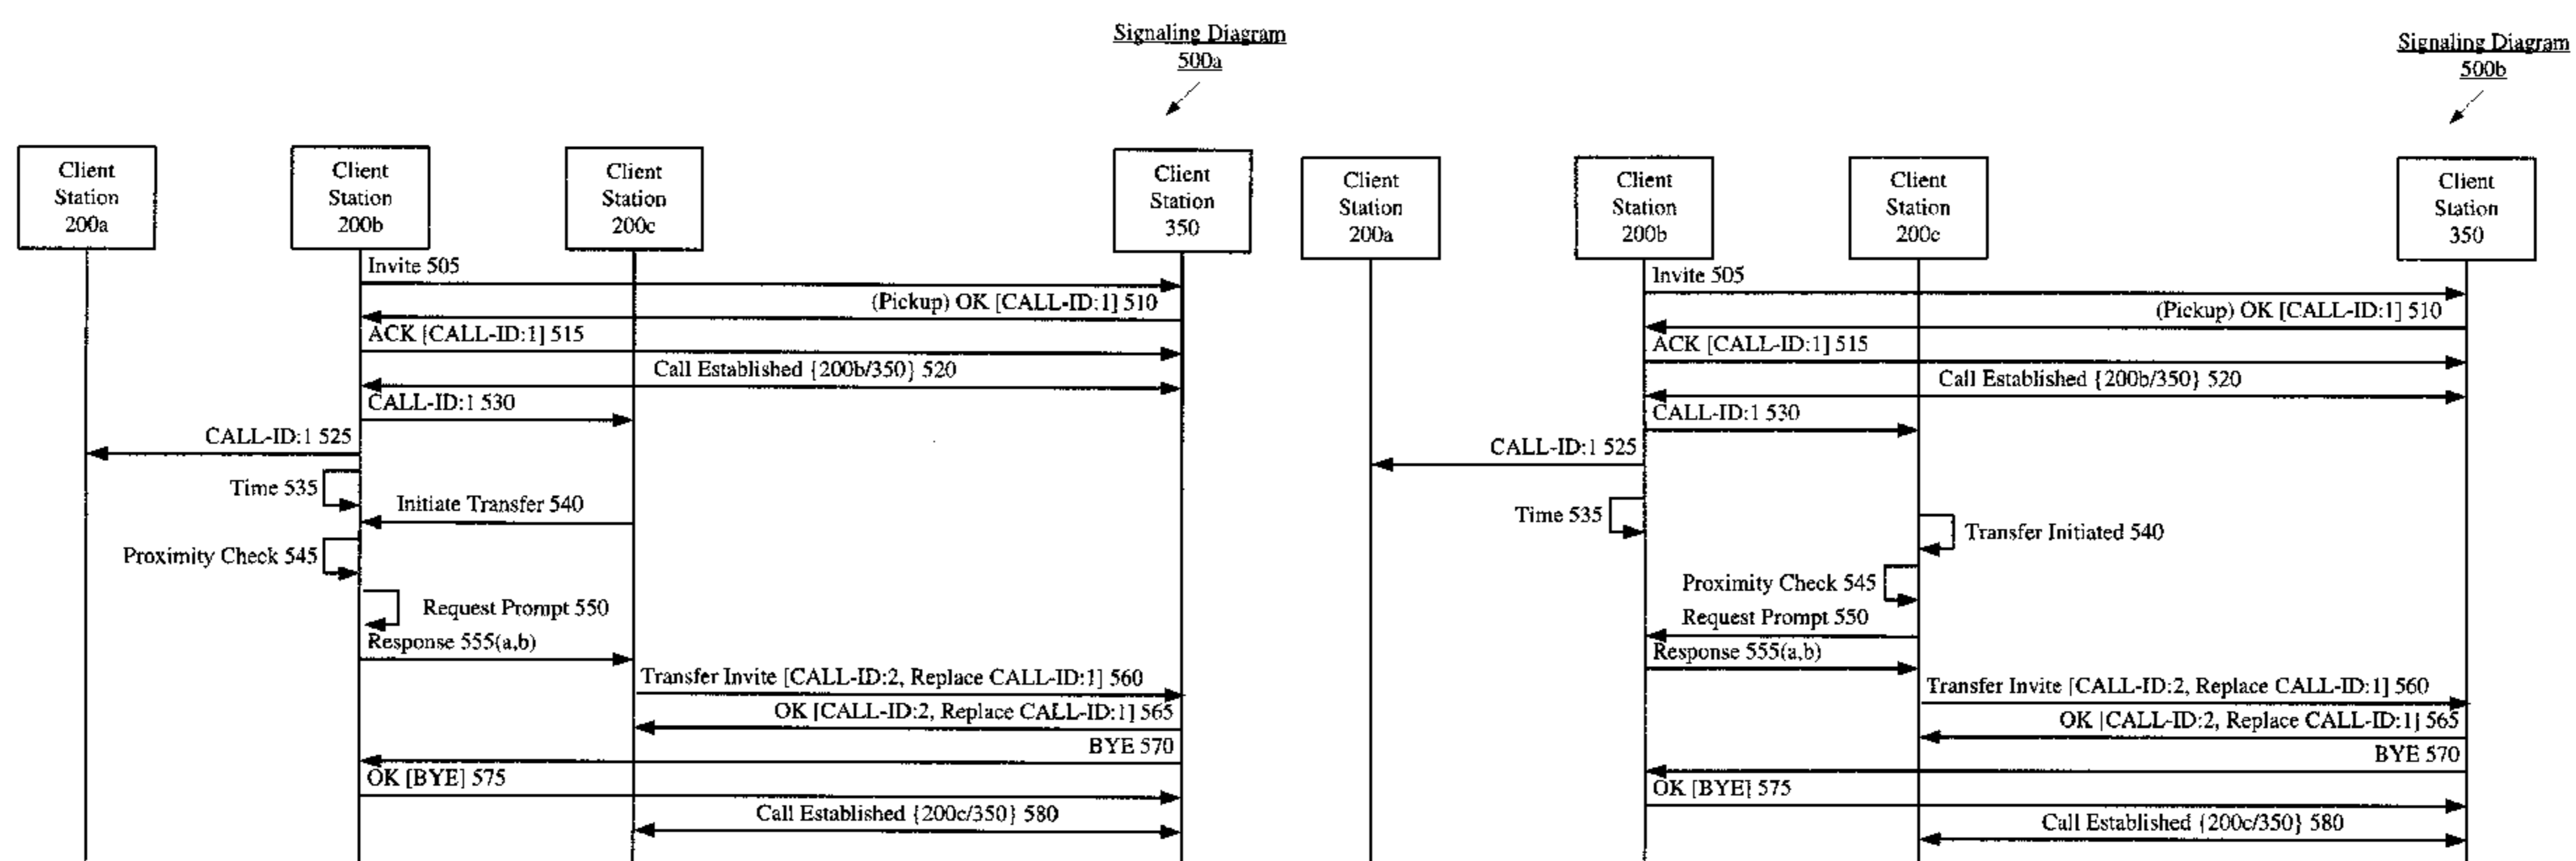 Signaling Diagram
500a
Client
Station
200a
Client
Station
200b
Client
Station
200c
Client
Station
350
Invite 505
(Pickup) OK [CALL-ID:1] 510
ACK [CALL-ID:1] 515
Call Established {200b/350} 520
CALL-ID:1 530
CALL-ID:1 525
Time 535
Initiate Transfer 540
Proximity Check 545
Request Prompt 550
Response 555(a,b)
Transfer Invite [CALL-ID:2, Replace CALL-ID:1] 560
OK [CALL-ID:2, Replace CALL-ID:1] 565
BYE 570
OK [BYE] 575
Call Established {200c/350} 580
Signaling Diagram
500b
Client
Station
200a
Client
Station
200b
Client
Station
200c
Client
Station
350
Invite 505
(Pickup) OK [CALL-ID:1] 510
ACK [CALL-ID:1] 515
Call Established {200b/350} 520
CALL-ID:1 530
CALL-ID:1 525
Time 535
Transfer Initiated 540
Proximity Check 545
Request Prompt 550
Response 555(a,b)
Transfer Invite [CALL-ID:2, Replace CALL-ID:1] 560
OK [CALL-ID:2, Replace CALL-ID:1] 565
BYE 570
OK [BYE] 575
Call Established {200c/350} 580